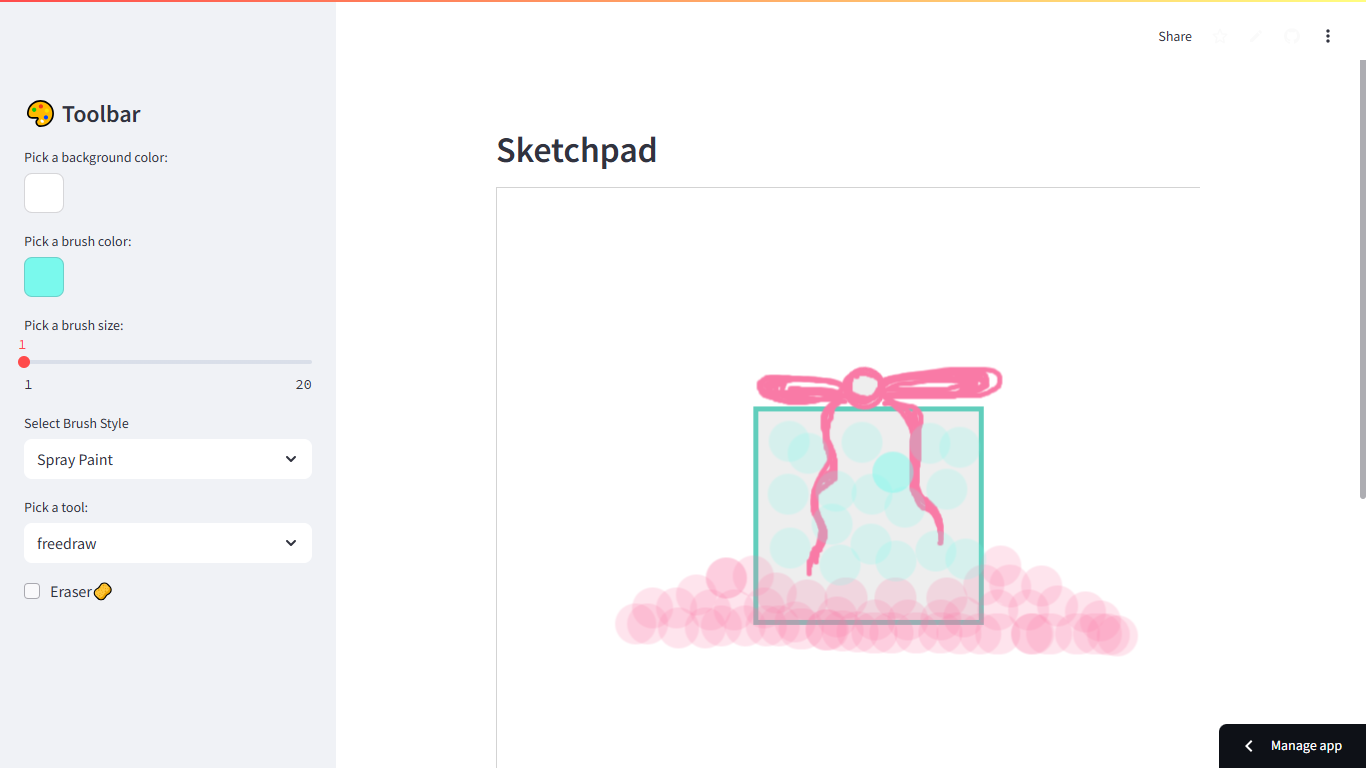 Share
Toolbar
Pick a background color:
Pick a brush color:
Pick a brush size:
1
1 20
Select Brush Style
Spray Paint
Pick a tool:
freedraw
Eraser
Sketchpad
Manage app